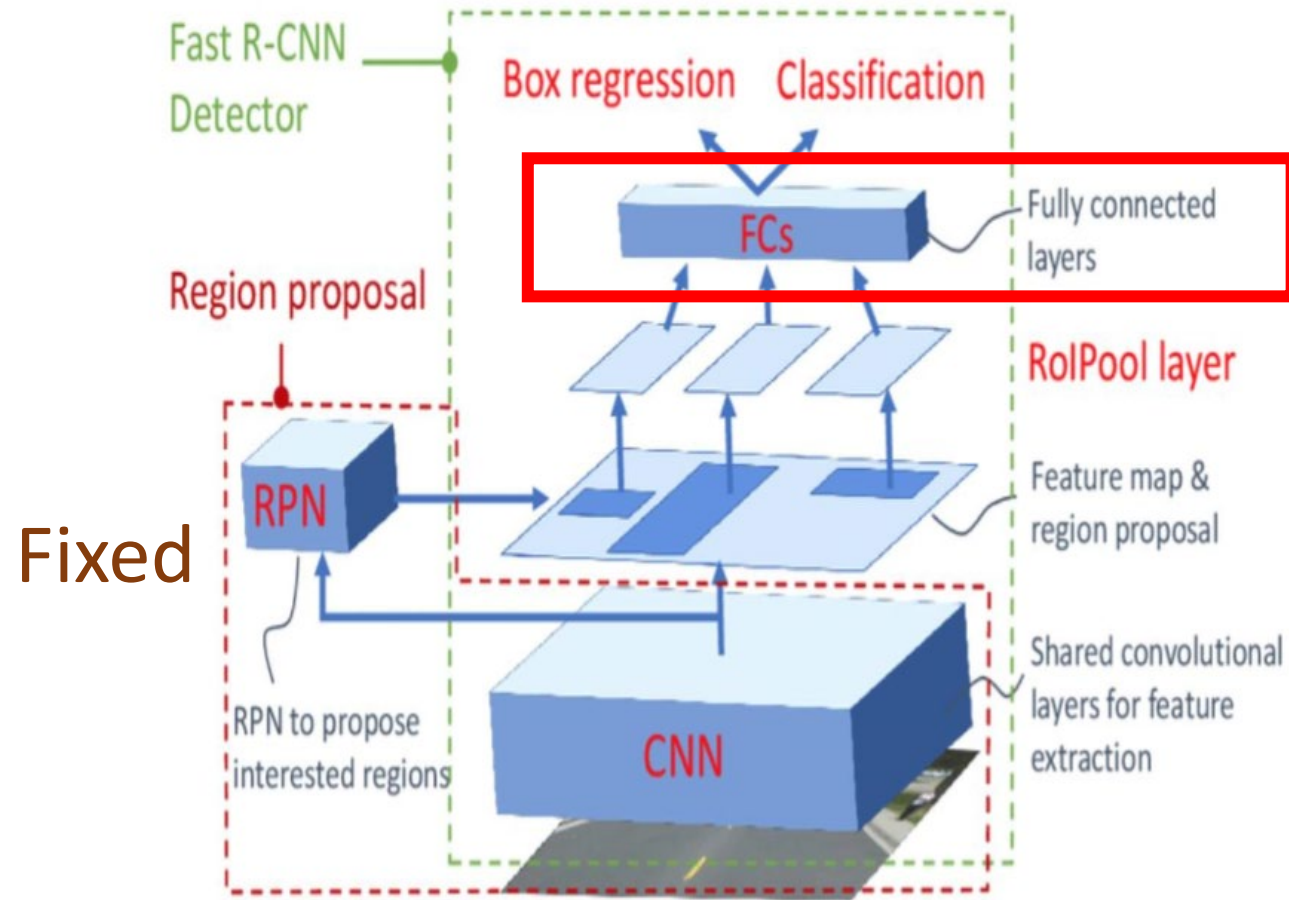 Fast R-CNN
Detector
Box regression
Classification
FCs
Fully connected
layers
Region proposal
RoIPool layer
RPN
Feature map &
region proposal
Fixed
RPN to propose
interested regions
CNN
Shared convolutional
layers for feature
extraction